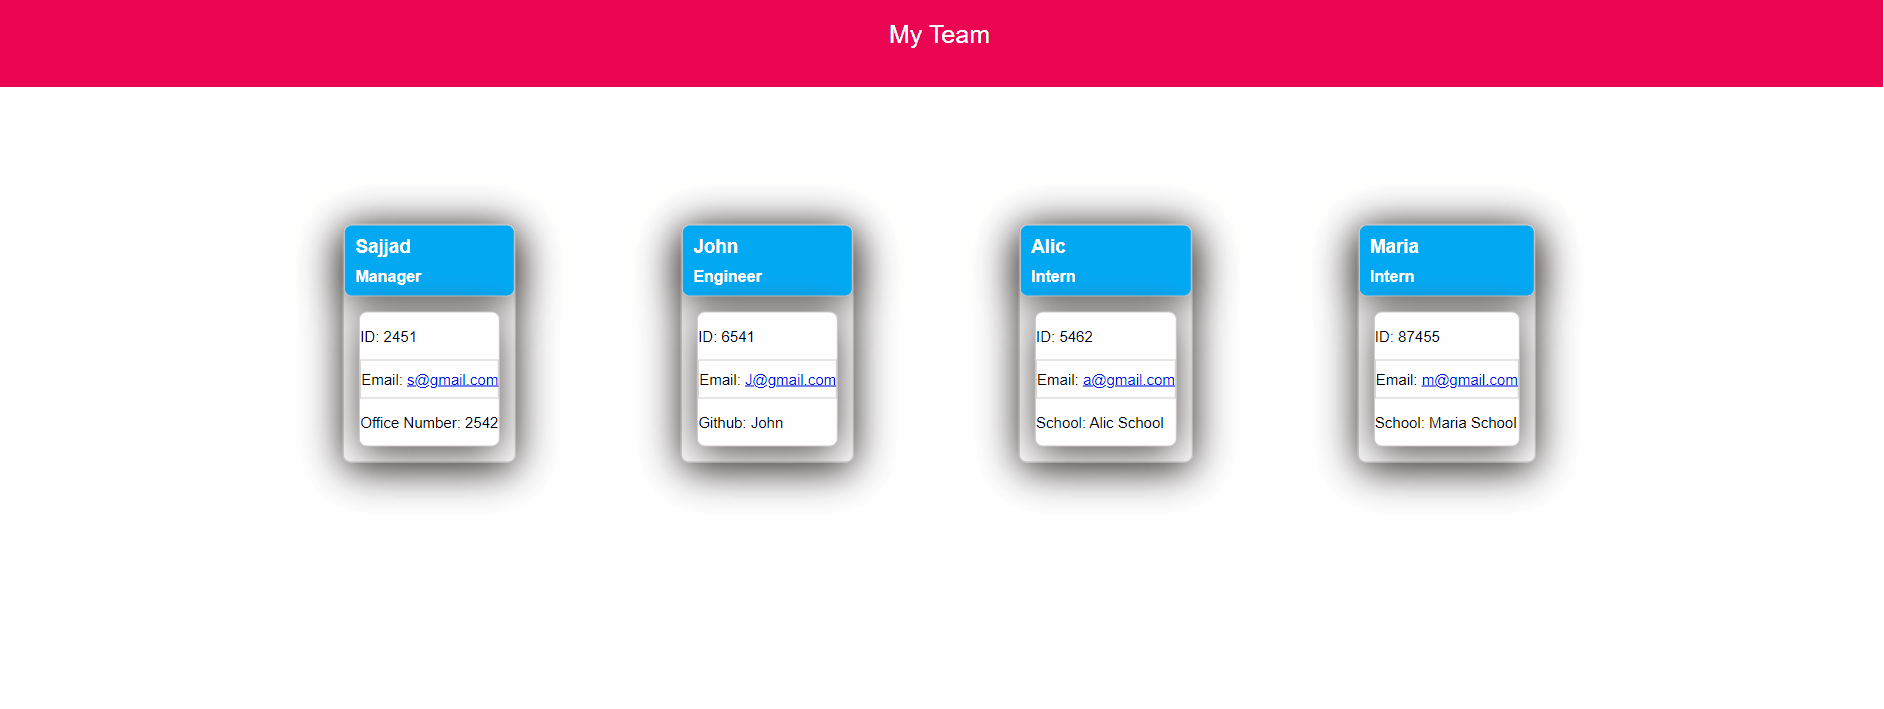 My Team
Sajjad
Manager
ID: 2451
Email: s@gmail.com
Office Number: 2542
John
Engineer
ID: 6541
Email: J@gmail.com
Github: John
Alic
Intern
ID: 5462
Email: a@gmail.com
School: Alic School
Maria
Intern
ID: 87455
Email: m@gmail.com
School: Maria School